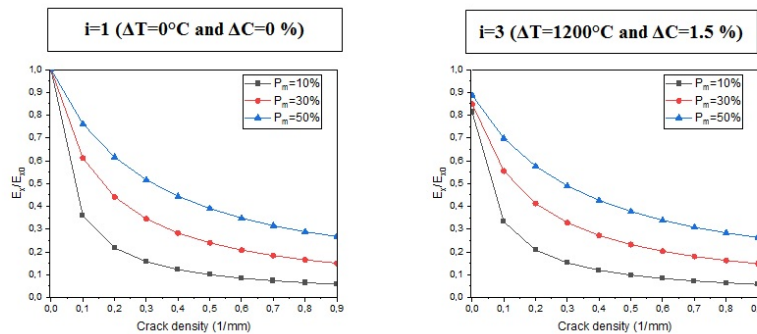 i=1 (ΔT=0°C and ΔC=0 %)
1,0
0,9
0,8
0,7
0,6
0,5
0,4
0,3
0,2
0,1
0,0
Eₓ/Eₓ₀
Pₘ=10%
Pₘ=30%
Pₘ=50%
0,0 0,1 0,2 0,3 0,4 0,5 0,6 0,7 0,8 0,9
Crack density (1/mm)
i=3 (ΔT=1200°C and ΔC=1.5 %)
1,0
0,9
0,8
0,7
0,6
0,5
0,4
0,3
0,2
0,1
0,0
Eₓ/Eₓ₀
Pₘ=10%
Pₘ=30%
Pₘ=50%
0,0 0,1 0,2 0,3 0,4 0,5 0,6 0,7 0,8 0,9
Crack density (1/mm)